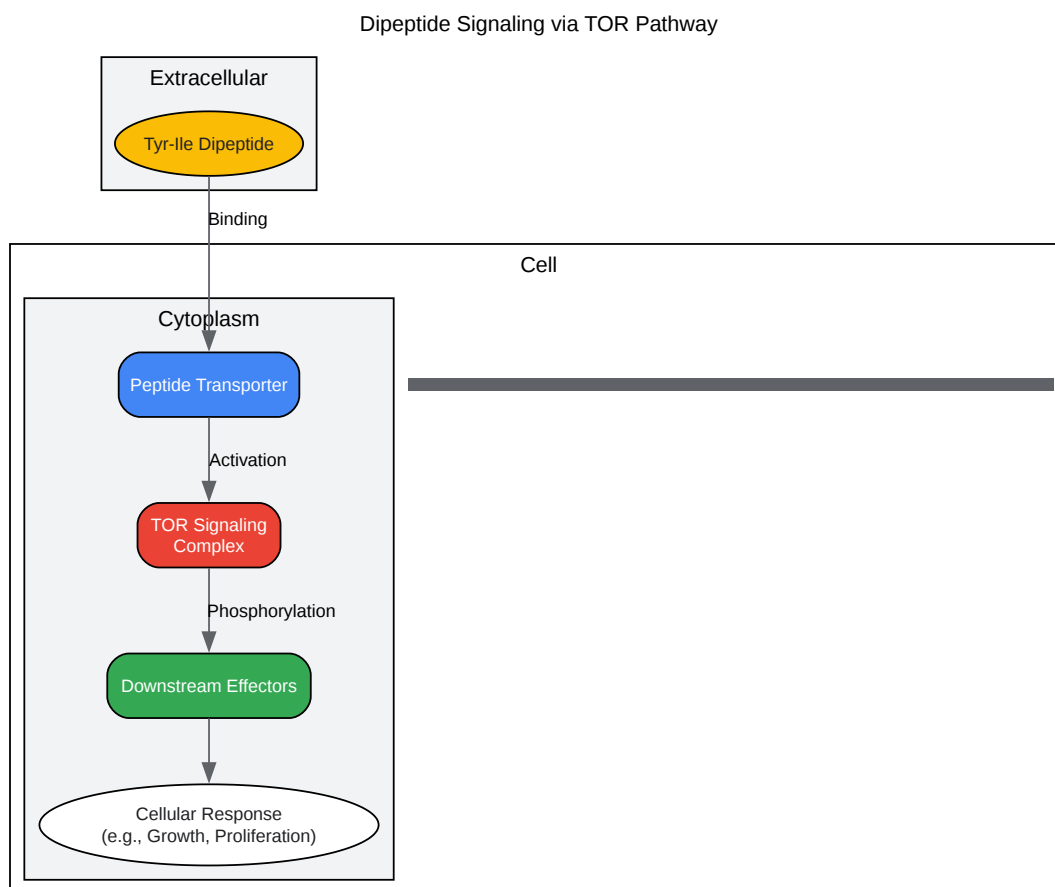 Dipeptide Signaling via TOR Pathway
Extracellular
Tyr-Ile Dipeptide
Binding
Cell
Cytoplasm
Peptide Transporter
Activation
TOR Signaling
Complex
Phosphorylation
Downstream Effectors
Cellular Response
(e.g., Growth, Proliferation)